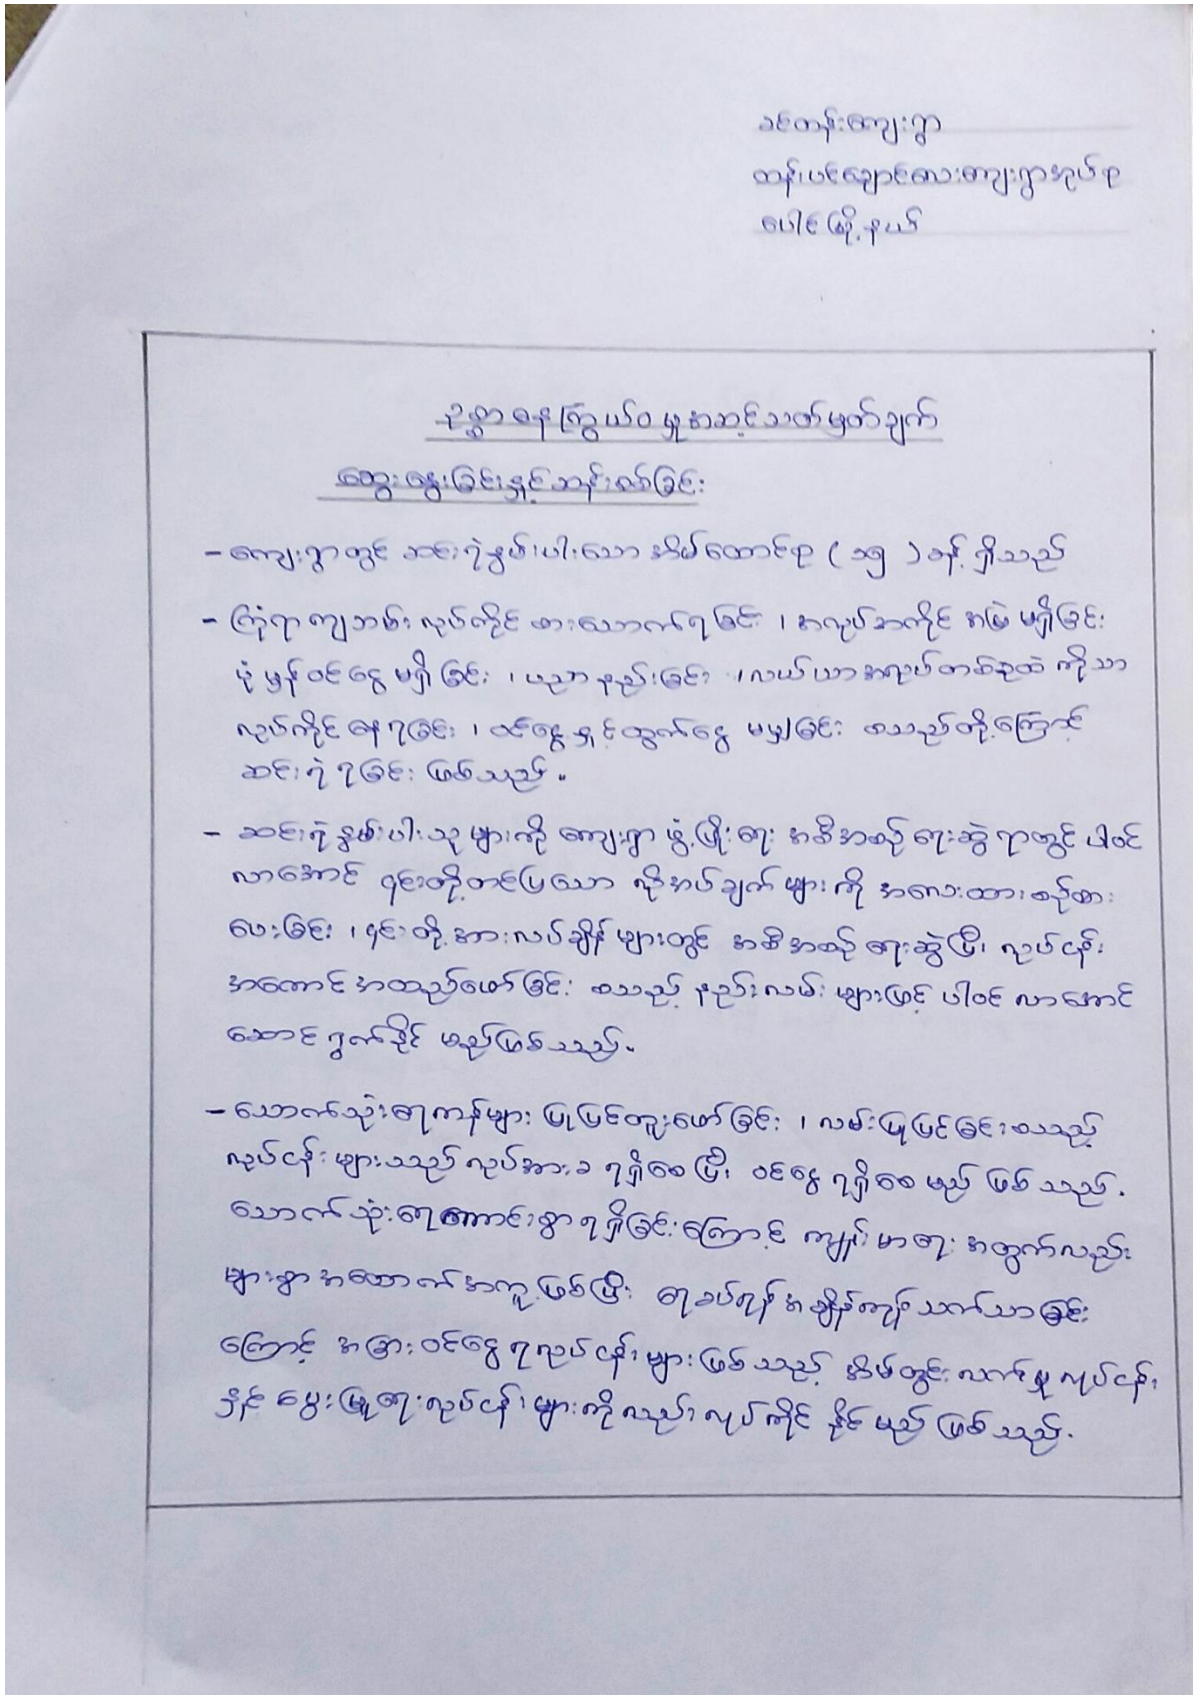 ခင်တန်းကျေးရွာ
ထန်းပင်ချောင်လေးကျေးရွာအုပ်စု
ပေါင်မြို့နယ်
ဥစ္စာဓနကြွယ်ဝမှုအဆင့်သတ်မှတ်ချက်
ဆွေးနွေးခြင်းနှင့်ဆန်းစစ်ခြင်း
- ကျေးရွာတွင် ဆင်းရဲနွမ်းပါးသော အိမ်ထောင်စု ( ၁၅ ) ခန့် ရှိသည်
- ကြုံရာကျဘမ်း လုပ်ကိုင် စားသောက်ရခြင်း ၊ အလုပ်အကိုင် အမြဲ မရှိခြင်း
ပုံမှန်ဝင်ငွေ မရှိခြင်း ၊ ပညာနည်းခြင်း ၊ လယ်ယာအလုပ်တစ်ခုထဲ ကိုသာ
လုပ်ကိုင်နေရခြင်း ၊ ဝင်ငွေနှင့်ထွက်ငွေ မမျှခြင်း စသည်တို့ကြောင့်
ဆင်းရဲရခြင်း ဖြစ်သည်။
- ဆင်းရဲနွမ်းပါးသူများကို ကျေးရွာဖွံ့ဖြိုးရေး အစီအစဉ် ရေးဆွဲရာတွင် ပါဝင်
လာအောင် ၎င်းတို့တင်ပြသော လိုအပ်ချက်များကို အလေးထားစဉ်းစား
ပေးခြင်း ၊ ၎င်းတို့အားလပ်ချိန်များတွင် အစီအစဉ် ရေးဆွဲပြီး လုပ်ငန်း
အကောင်အထည်ဖော်ခြင်း စသည့် နည်းလမ်းများဖြင့် ပါဝင်လာအောင်
ဆောင်ရွက်နိုင်မည်ဖြစ်သည်။
- သောက်သုံးရေကန်များ ပြုပြင်တူးဖော်ခြင်း ၊ လမ်းပြုပြင်ခြင်းစသည့်
လုပ်ငန်းများသည် လုပ်အားခ ရရှိစေပြီး ဝင်ငွေ ရရှိစေမည် ဖြစ်သည်.
သောက်သုံးရေကောင်းစွာရရှိခြင်းကြောင့် ကျန်းမာရေး အတွက်လည်း
များစွာအထောက်အကူ ဖြစ်ပြီး ရေခပ်ရန်အချိန်ကုန်သက်သာခြင်း
ကြောင့် အခြားဝင်ငွေရလုပ်ငန်းများဖြစ်သည့် အိမ်တွင်းလက်မှုလုပ်ငန်း
နှင့် မွေးမြူရေးလုပ်ငန်းများကိုလည်း လုပ်ကိုင်နိုင်မည်ဖြစ်သည်.